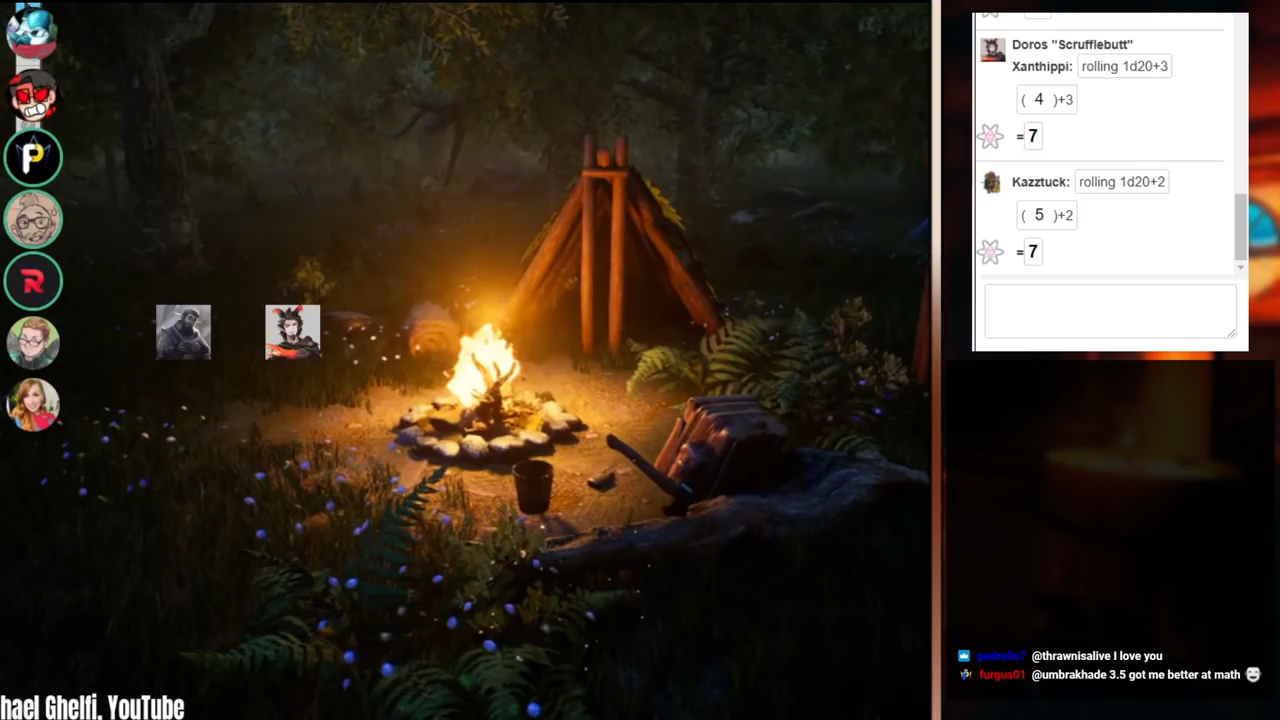 Doros "Scrufflebutt"
Xanthippi: rolling 1d20+3
( 4 )+3
=7
Kazztuck: rolling 1d20+2
( 5 )+2
=7
pedrollo7 @thrawnisalive I love you
furgus01 @umbrakhade 3.5 got me better at math
hael Ghelfi, YouTube